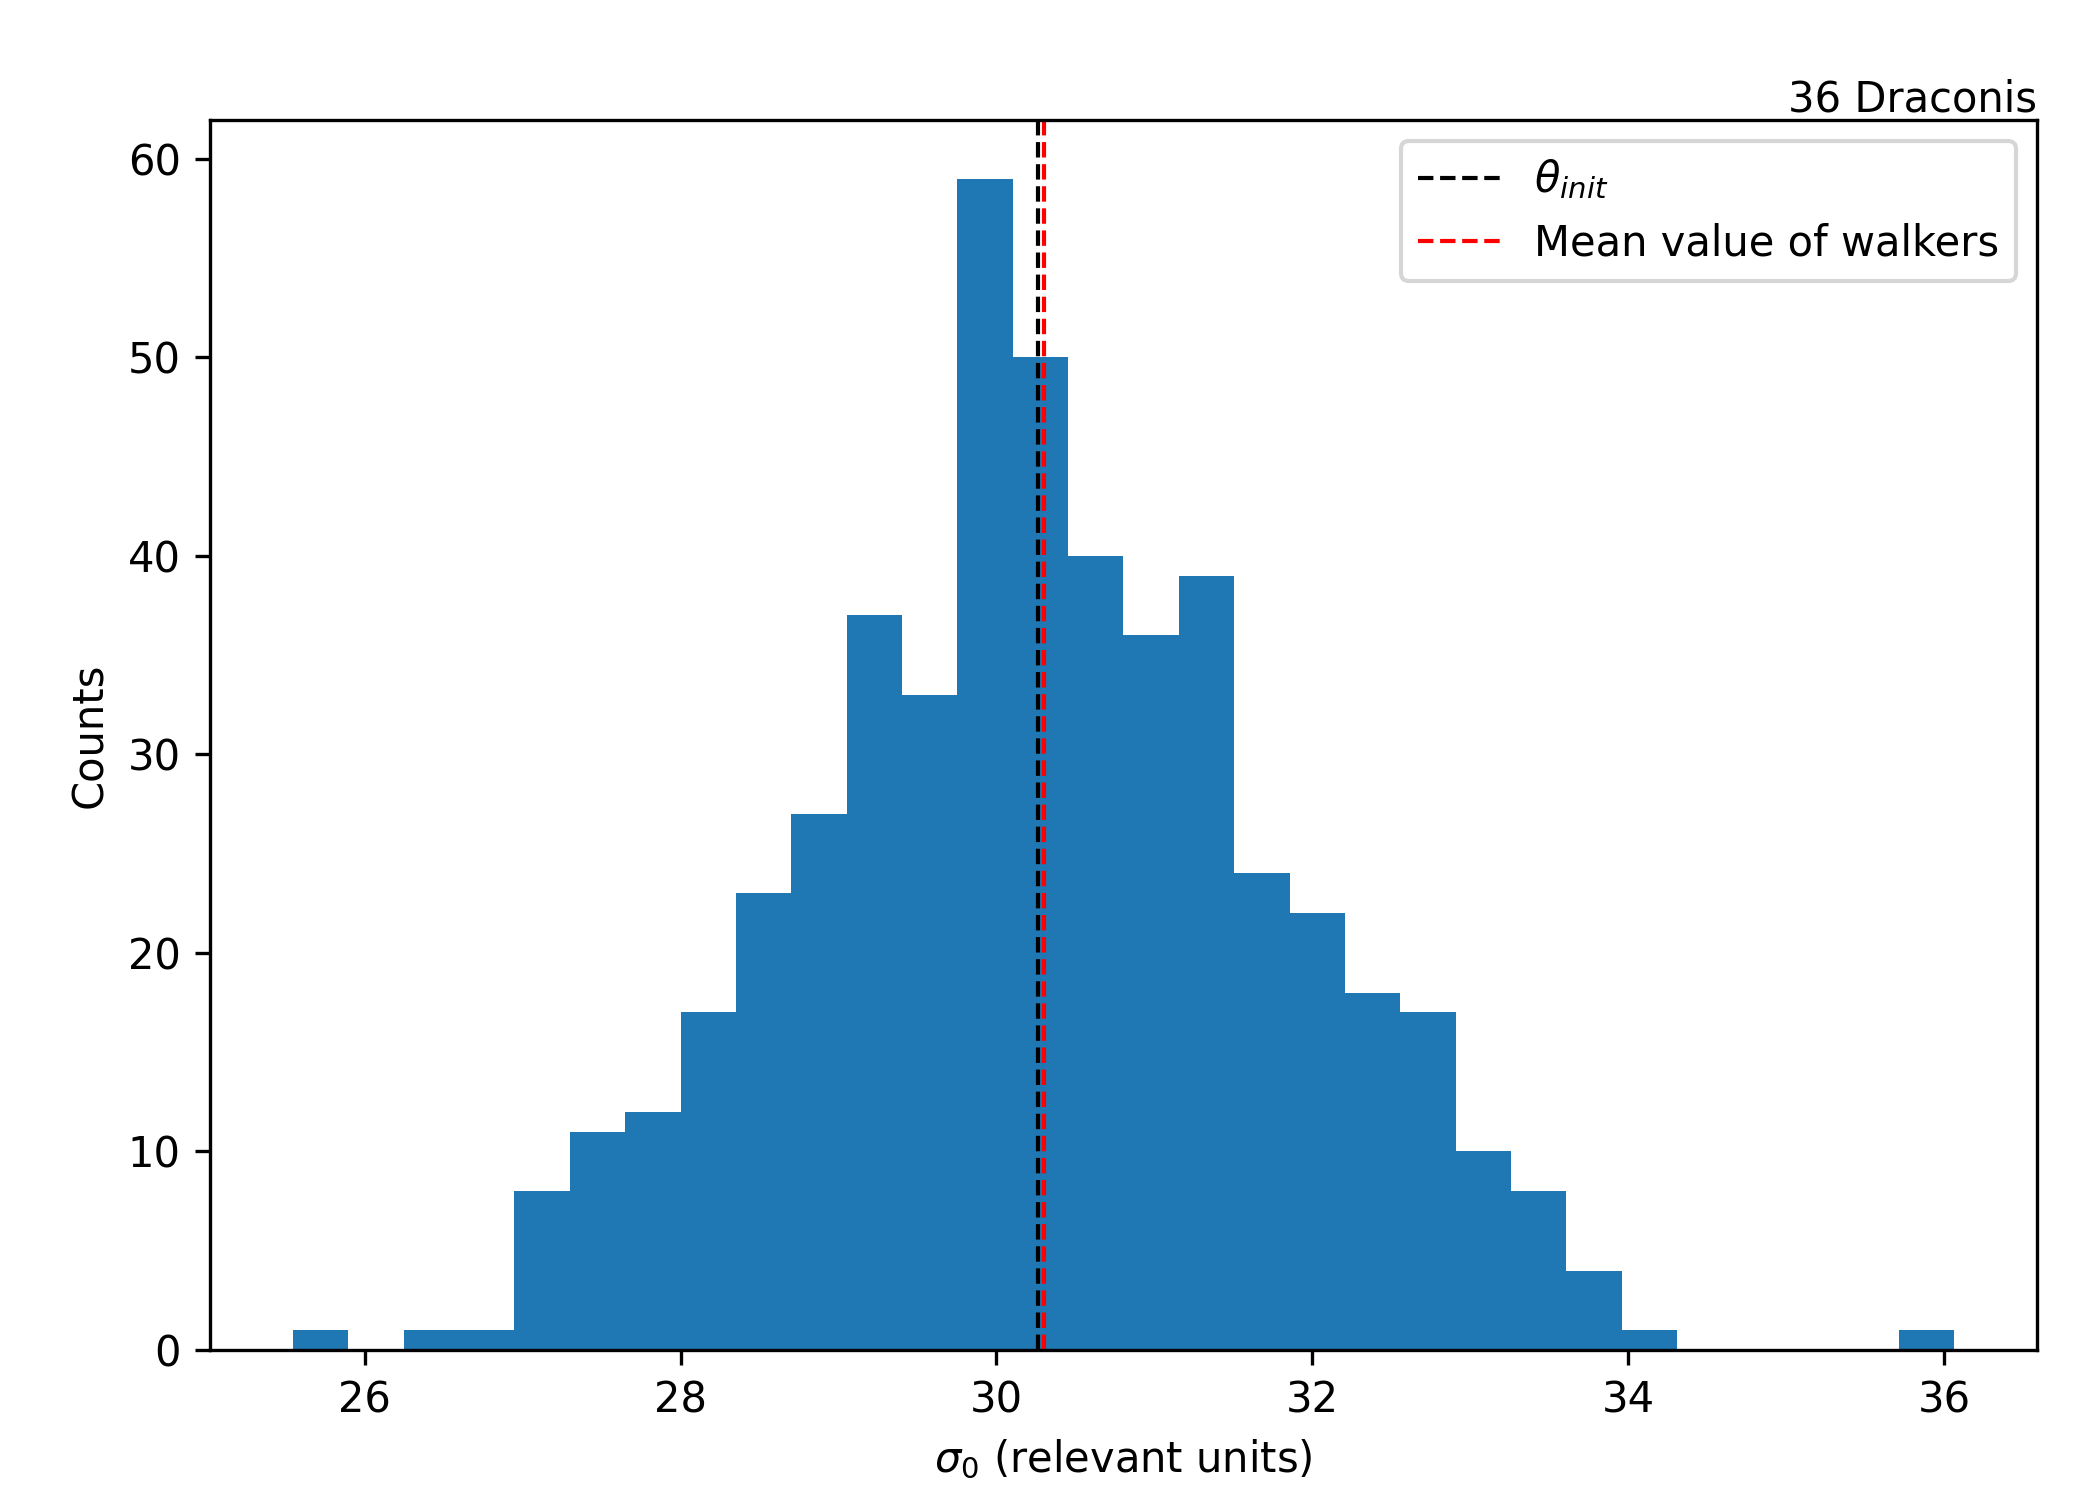 36 Draconis
θinit
Mean value of walkers
60
50
40
30
20
10
0
Counts
26 28 30 32 34 36
σ0 (relevant units)